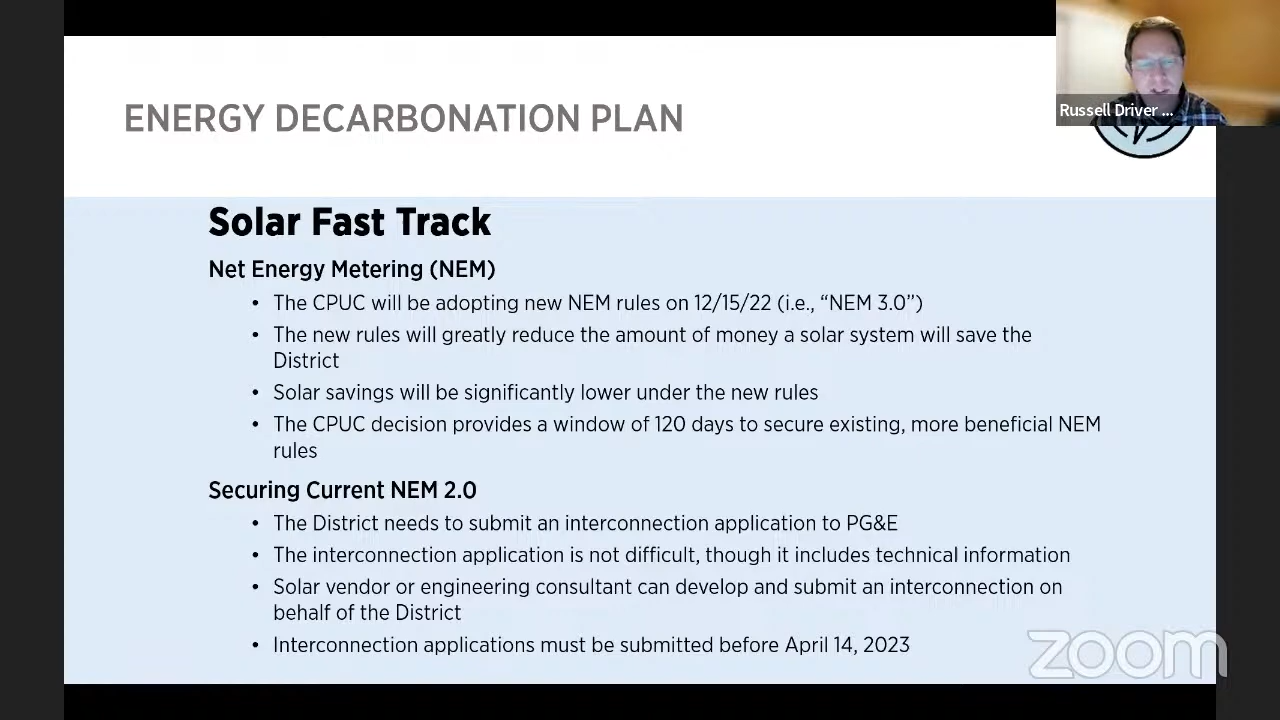 Russell Driver ...
ENERGY DECARBONATION PLAN
Solar Fast Track
Net Energy Metering (NEM)
• The CPUC will be adopting new NEM rules on 12/15/22 (i.e., “NEM 3.0”)
• The new rules will greatly reduce the amount of money a solar system will save the
District
• Solar savings will be significantly lower under the new rules
• The CPUC decision provides a window of 120 days to secure existing, more beneficial NEM
rules
Securing Current NEM 2.0
• The District needs to submit an interconnection application to PG&E
• The interconnection application is not difficult, though it includes technical information
• Solar vendor or engineering consultant can develop and submit an interconnection on
behalf of the District
• Interconnection applications must be submitted before April 14, 2023
zoom